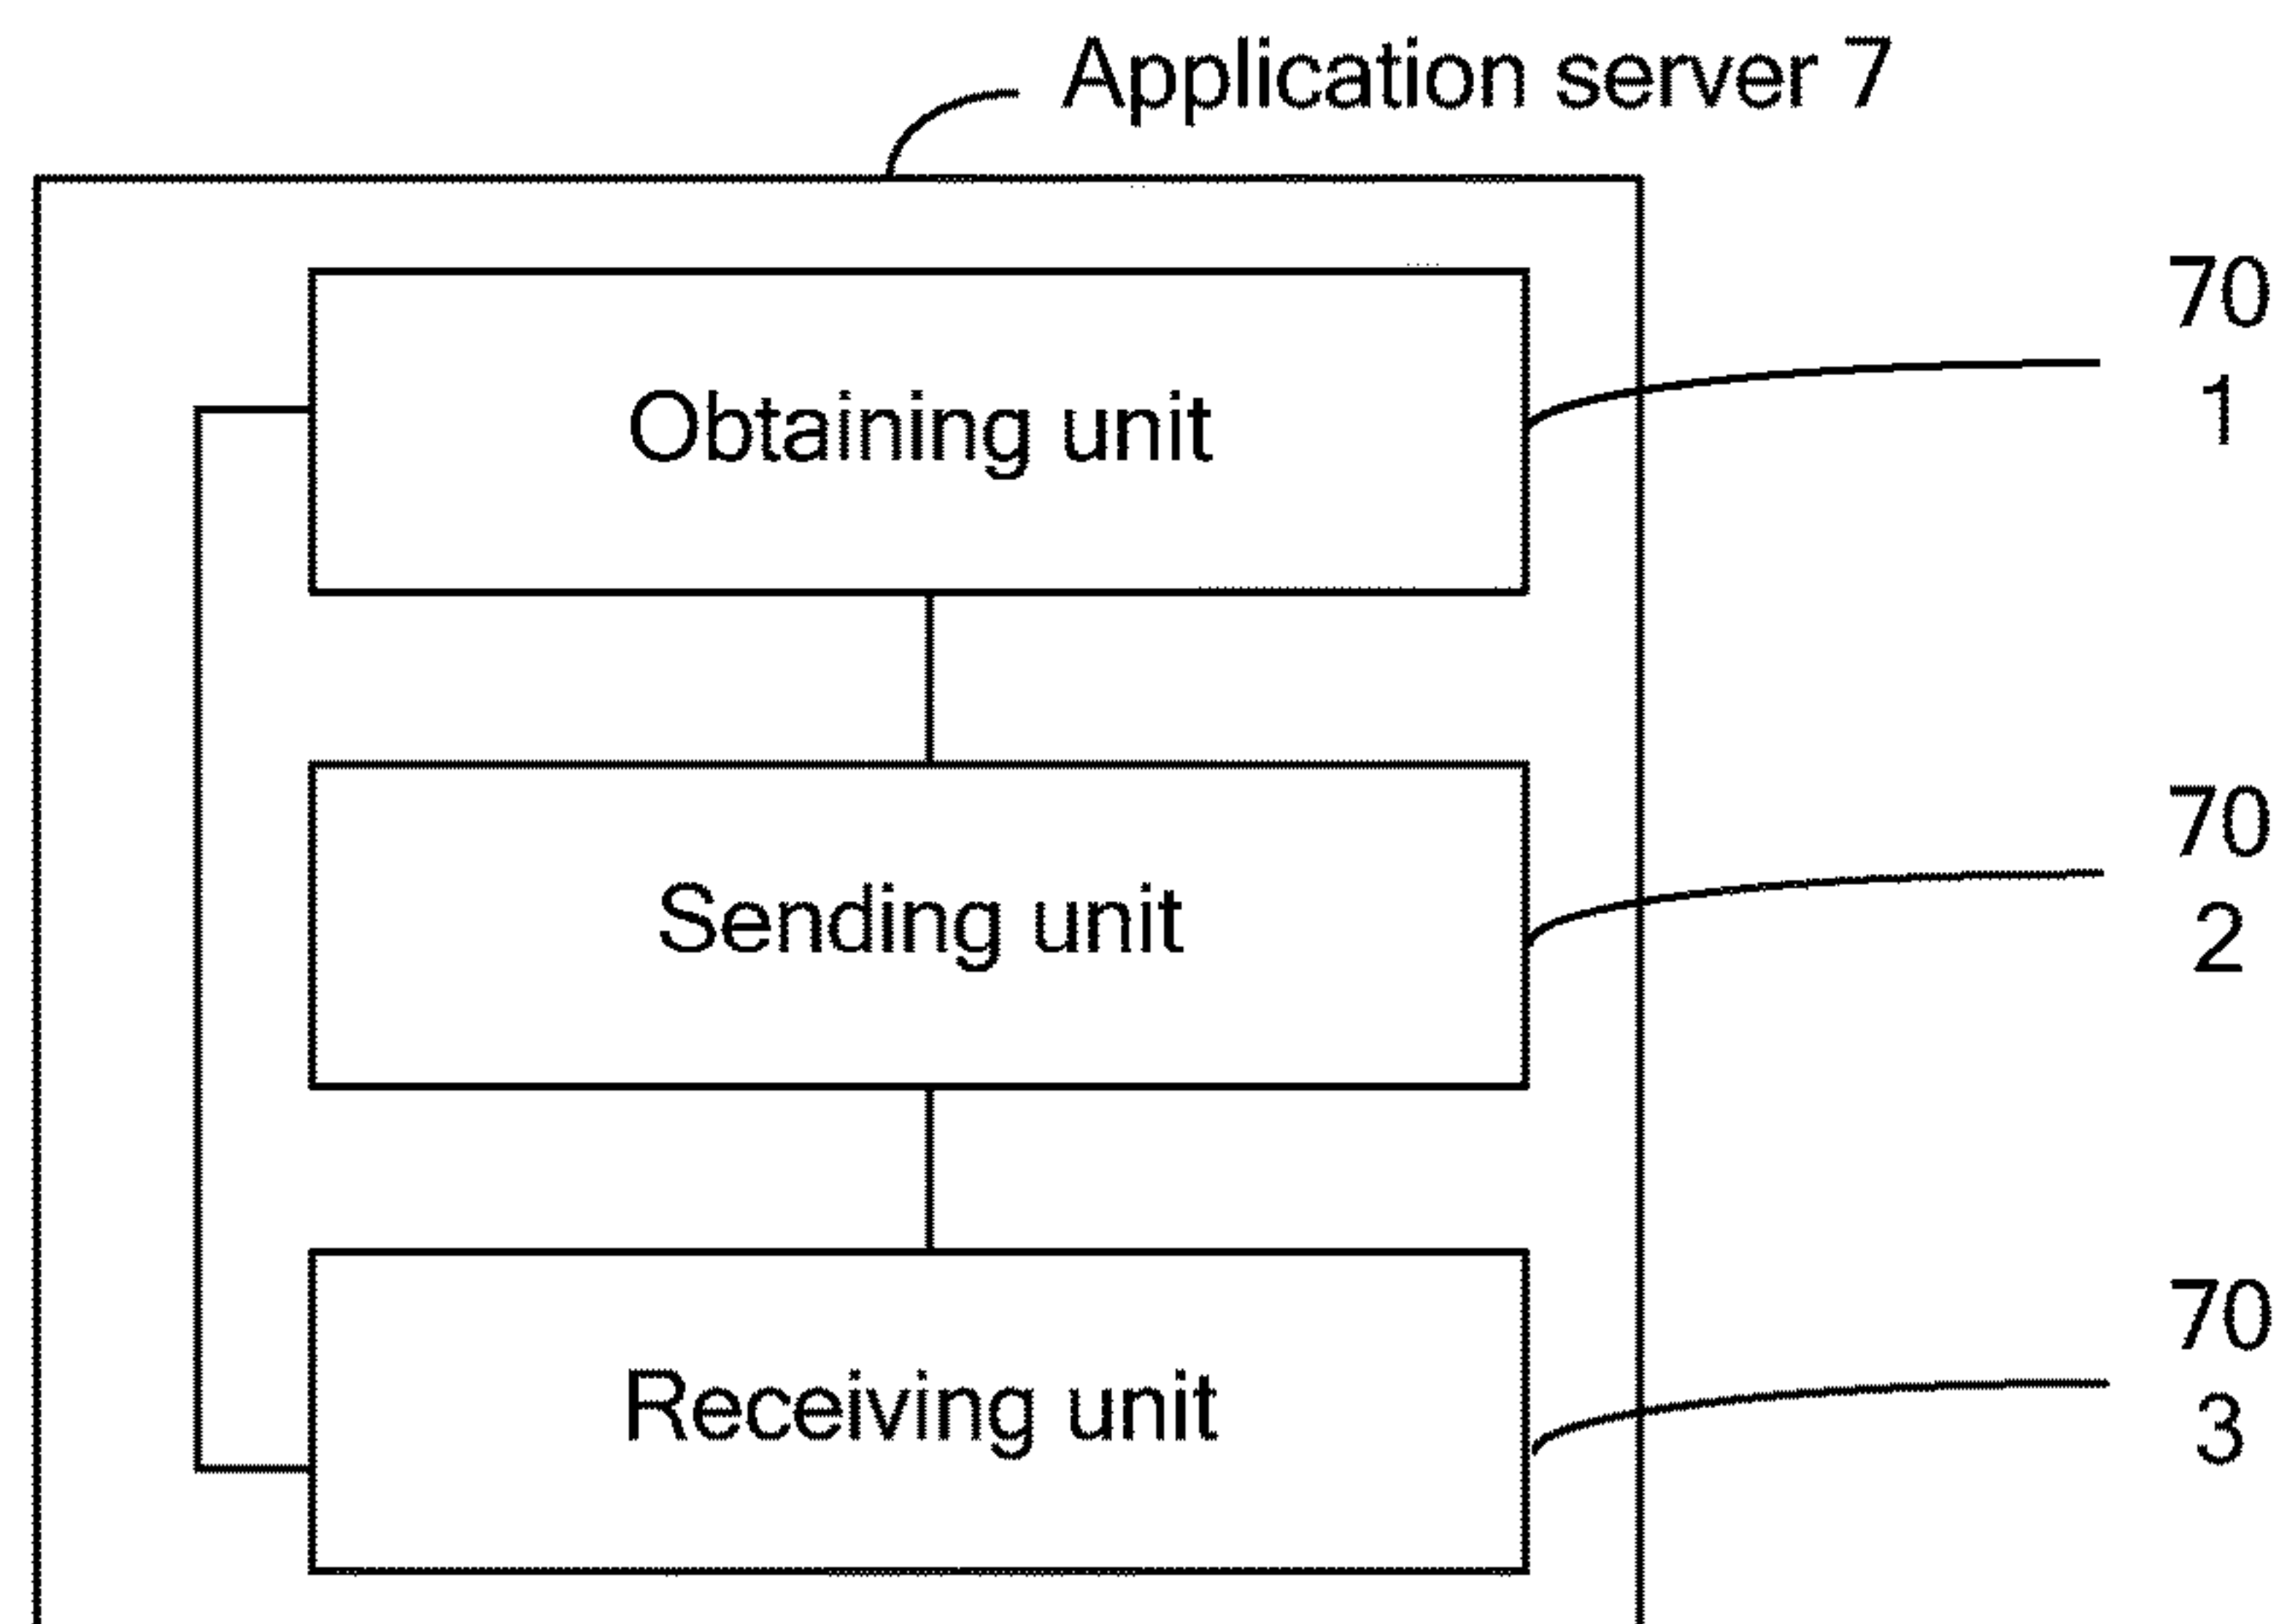 Application server 7
70
1
Obtaining unit
70
2
Sending unit
70
3
Receiving unit